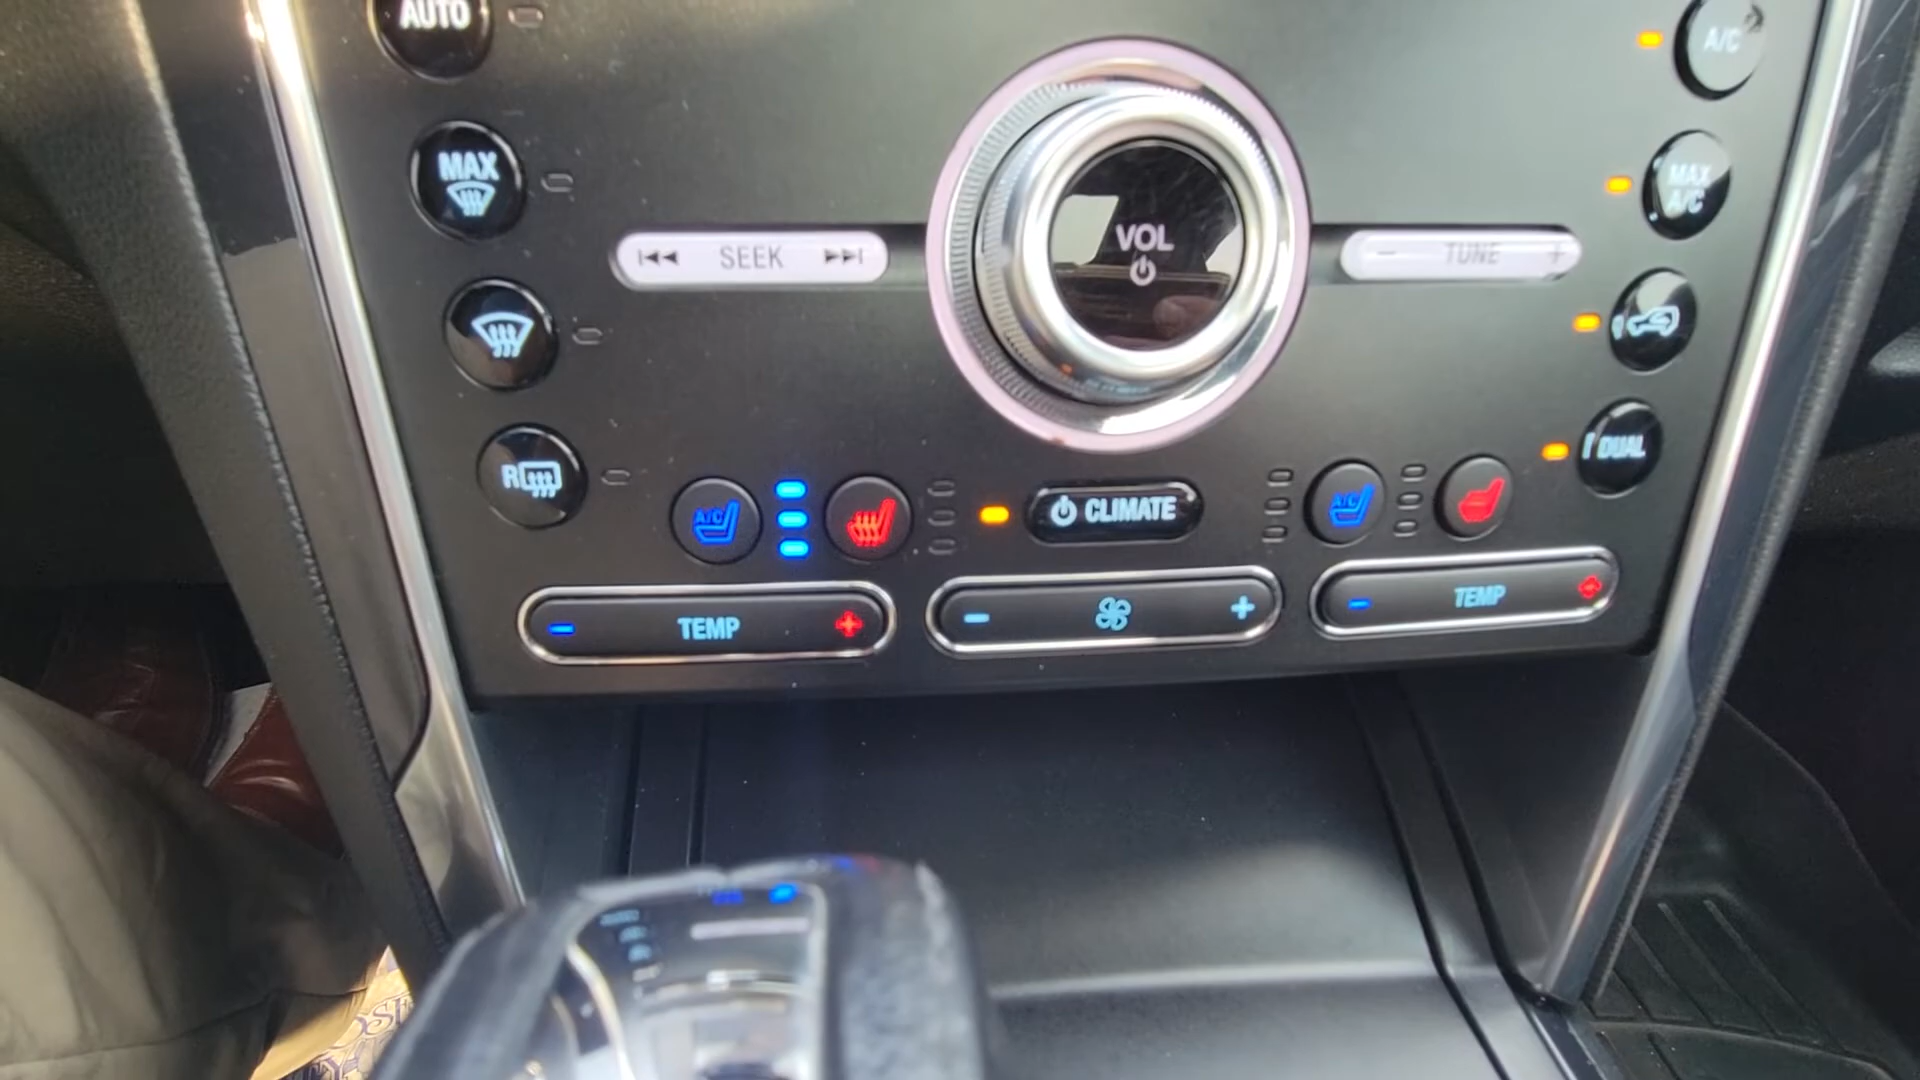 AUTO
A/C
MAX
MAX
A/C
VOL
SEEK
TUNE
R
DUAL
A/C
CLIMATE
A/C
TEMP
TEMP